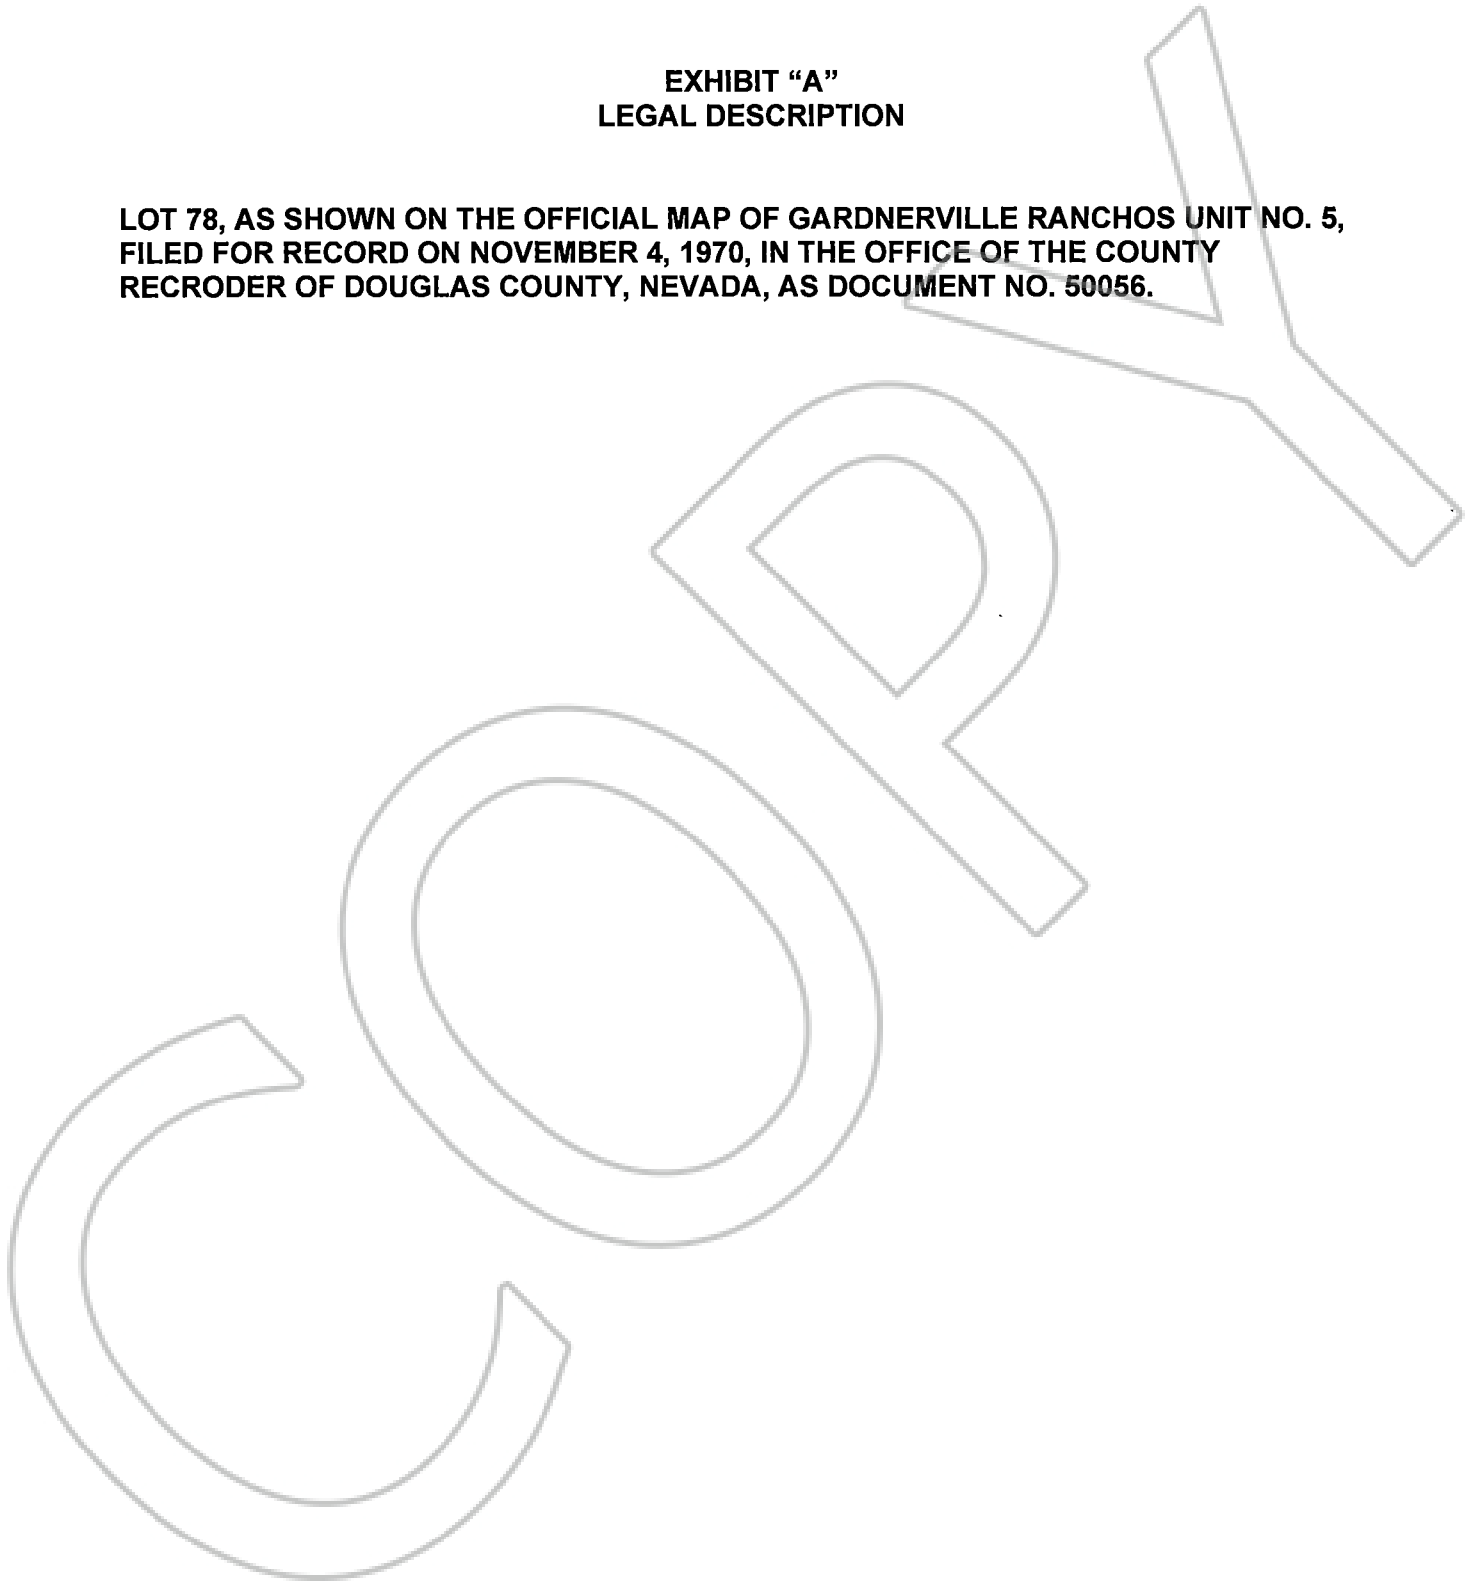 EXHIBIT “A”
LEGAL DESCRIPTION
LOT 78, AS SHOWN ON THE OFFICIAL MAP OF GARDNERVILLE RANCHOS UNIT NO. 5,
FILED FOR RECORD ON NOVEMBER 4, 1970, IN THE OFFICE OF THE COUNTY
RECRODER OF DOUGLAS COUNTY, NEVADA, AS DOCUMENT NO. 50056.
COPY